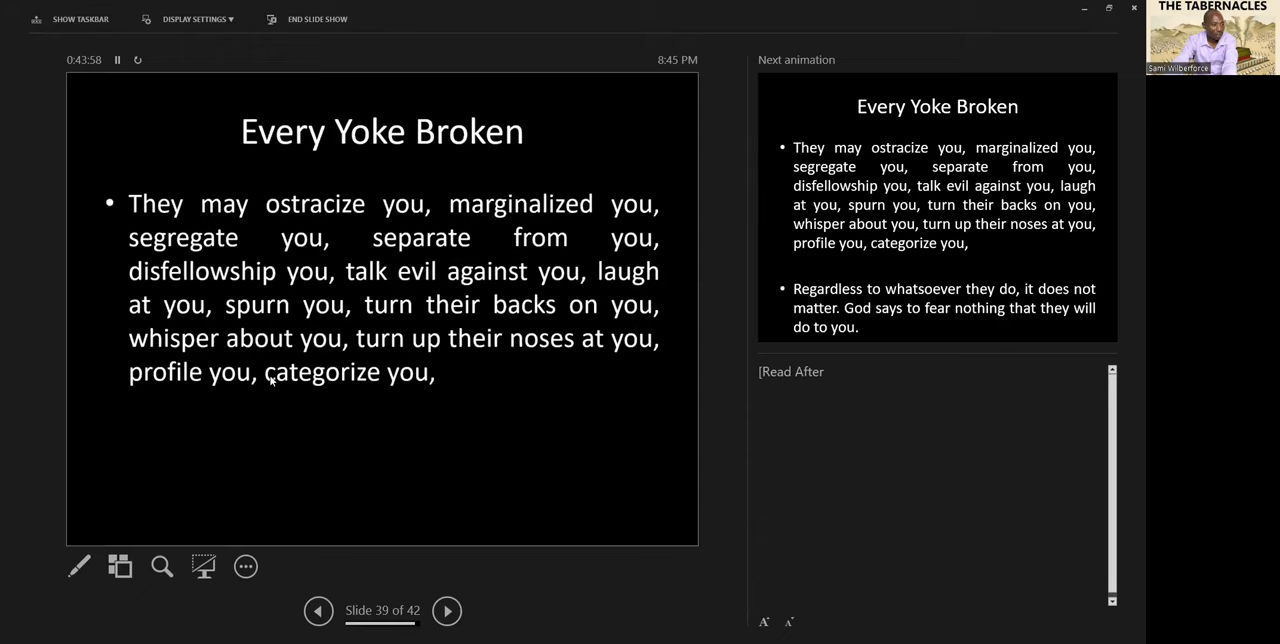 SHOW TASKBAR
DISPLAY SETTINGS ▼
END SLIDE SHOW
THE TABERNACLES
Sami Wilberforce
0:43:58
8:45 PM
Every Yoke Broken
• They may ostracize you, marginalized you,
segregate you, separate from you,
disfellowship you, talk evil against you, laugh
at you, spurn you, turn their backs on you,
whisper about you, turn up their noses at you,
profile you, categorize you,
Slide 39 of 42
Next animation
Every Yoke Broken
• They may ostracize you, marginalized you,
segregate you, separate from you,
disfellowship you, talk evil against you, laugh
at you, spurn you, turn their backs on you,
whisper about you, turn up their noses at you,
profile you, categorize you,
• Regardless to whatsoever they do, it does not
matter. God says to fear nothing that they will
do to you.
[Read After
A A